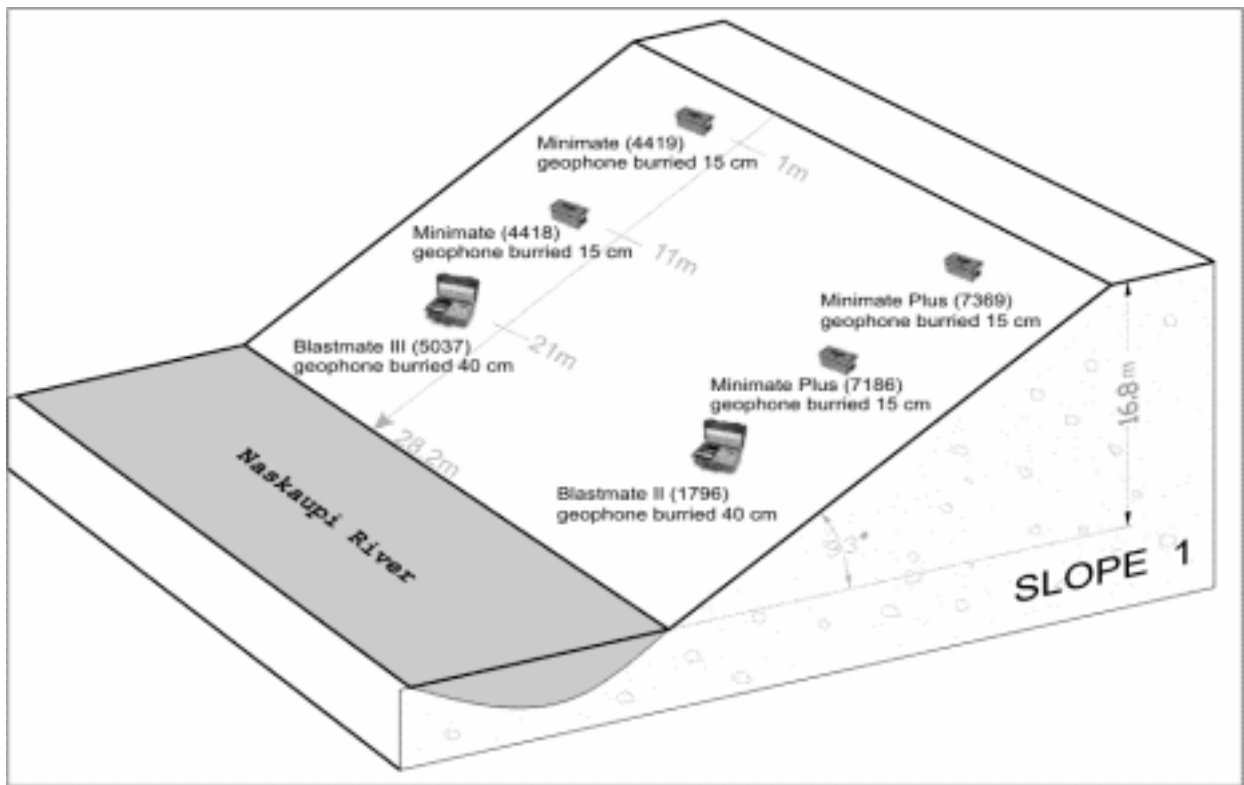 Minimate (4419)
geophone burried 15 cm
1m
Minimate (4418)
geophone burried 15 cm
11m
Minimate Plus (7369)
geophone burried 15 cm
Blastmate III (5037)
geophone burried 40 cm
21m
Minimate Plus (7186)
geophone burried 15 cm
16.8 m
28.2m
Naskaupi River
Blastmate II (1796)
geophone burried 40 cm
SLOPE 1